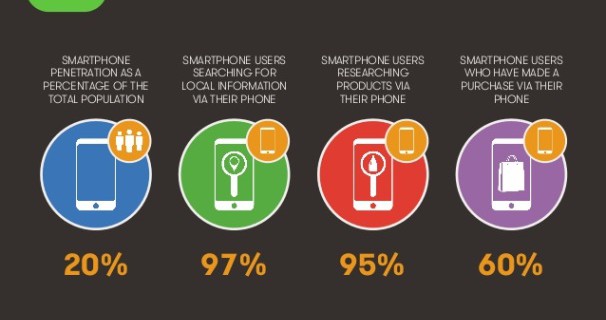 SMARTPHONE
PENETRATION AS A
PERCENTAGE OF THE
TOTAL POPULATION
20%
SMARTPHONE USERS
SEARCHING FOR
LOCAL INFORMATION
VIA THEIR PHONE
97%
SMARTPHONE USERS
RESEARCHING
PRODUCTS VIA
THEIR PHONE
95%
SMARTPHONE USERS
WHO HAVE MADE A
PURCHASE VIA THEIR
PHONE
60%